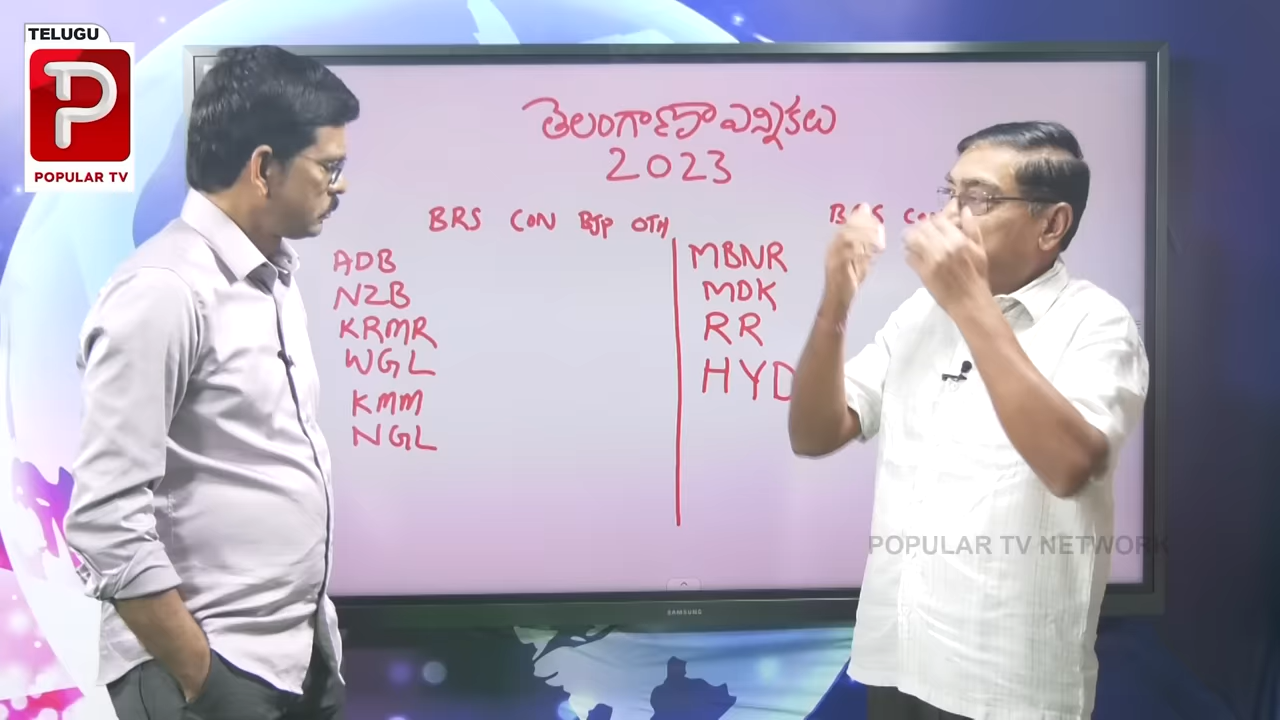 TELUGU
POPULAR TV
తెలంగాణా ఎన్నికలు
2023
BRS CON BJP OTH
ADB
NZB
KRMR
WGL
KMM
NGL
MBNR
MDK
RR
HYD
POPULAR TV NETWORK
SAMSUNG